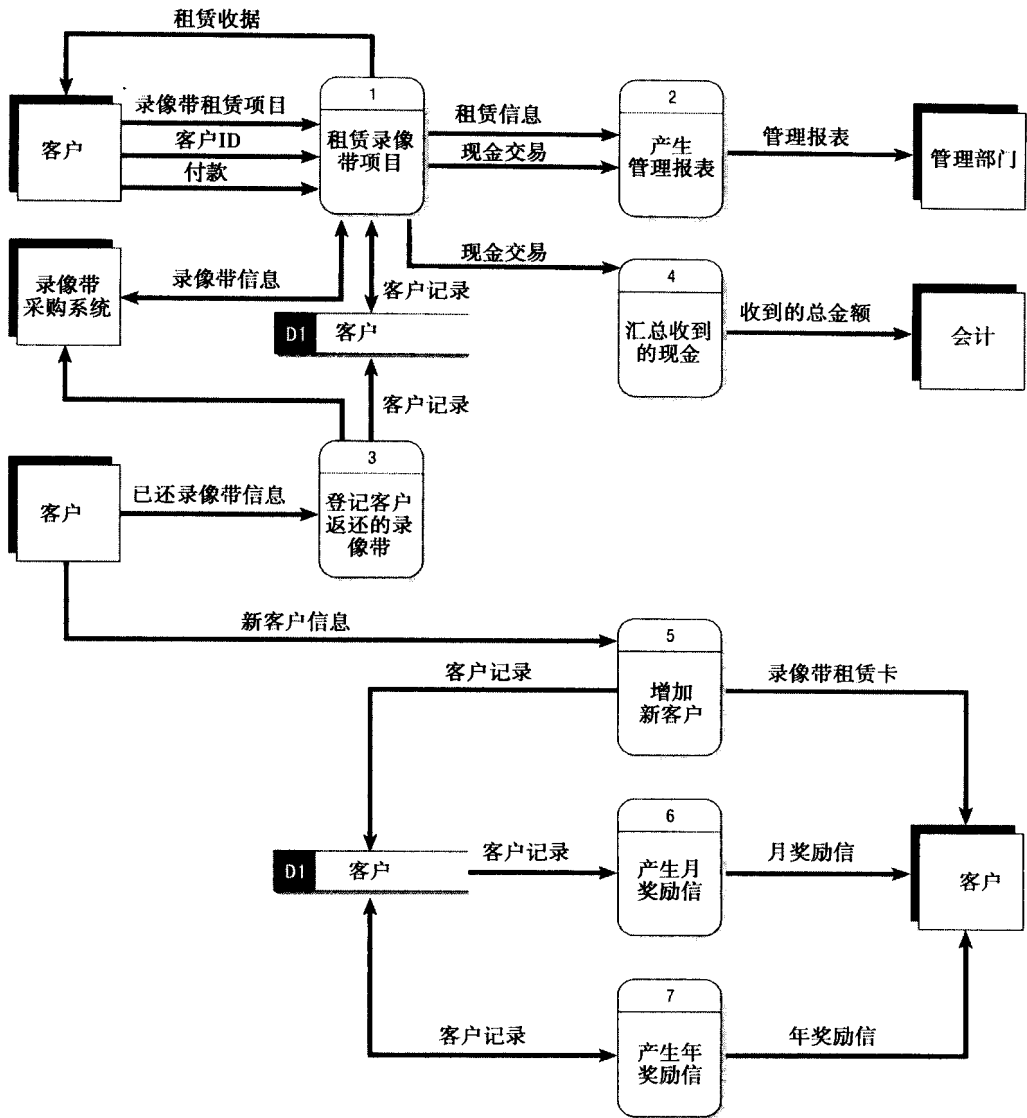 租赁收据
客户
录像带租赁项目
客户ID
付款
1
租赁录像
带项目
租赁信息
现金交易
2
产生
管理报表
管理报表
管理部门
录像带
采购系统
录像带信息
客户记录
现金交易
4
汇总收到
的现金
收到的总金额
会计
D1
客户
客户记录
客户
已还录像带信息
3
登记客户
返还的录
像带
新客户信息
5
增加
新客户
客户记录
录像带租赁卡
D1
客户
客户记录
6
产生月
奖励信
月奖励信
客户
客户记录
7
产生年
奖励信
年奖励信